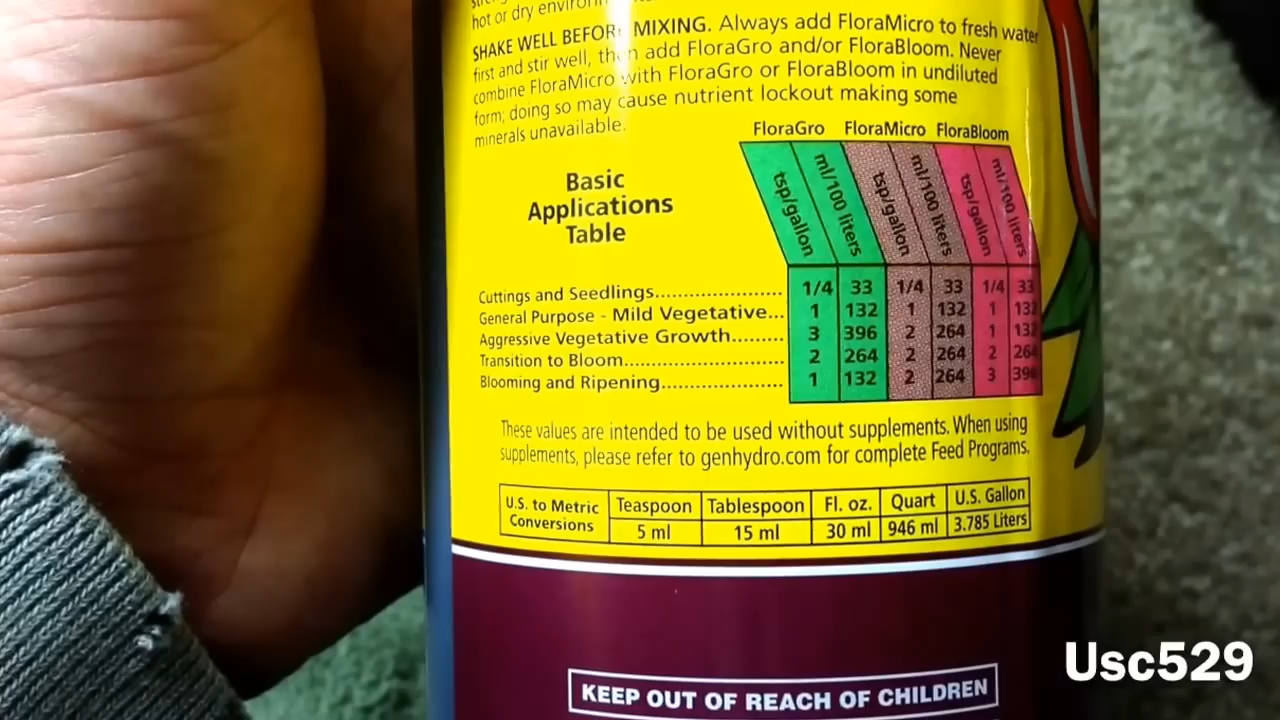 hot or dry
SHAKE WELL BEFORE MIXING. Always add FloraMicro to fresh water
first and stir well, then add FloraGro and/or FloraBloom. Never
combine FloraMicro with FloraGro or FloraBloom in undiluted
form; doing so may cause nutrient lockout making some
minerals unavailable.
FloraGro FloraMicro FloraBloom
tsp/gallon ml/100 liters tsp/gallon ml/100 liters tsp/gallon ml/100 liters
Basic
Applications
Table
Cuttings and Seedlings..................... 1/4 33 1/4 33 1/4 33
General Purpose - Mild Vegetative... 1 132 1 132 1 132
Aggressive Vegetative Growth......... 3 396 2 264 1 132
Transition to Bloom.......................... 2 264 2 264 2 264
Blooming and Ripening.................... 1 132 2 264 3 396
These values are intended to be used without supplements. When using
supplements, please refer to genhydro.com for complete Feed Programs.
U.S. to Metric
Conversions
Teaspoon Tablespoon Fl. oz. Quart U.S. Gallon
5 ml 15 ml 30 ml 946 ml 3.785 Liters
KEEP OUT OF REACH OF CHILDREN
Usc529